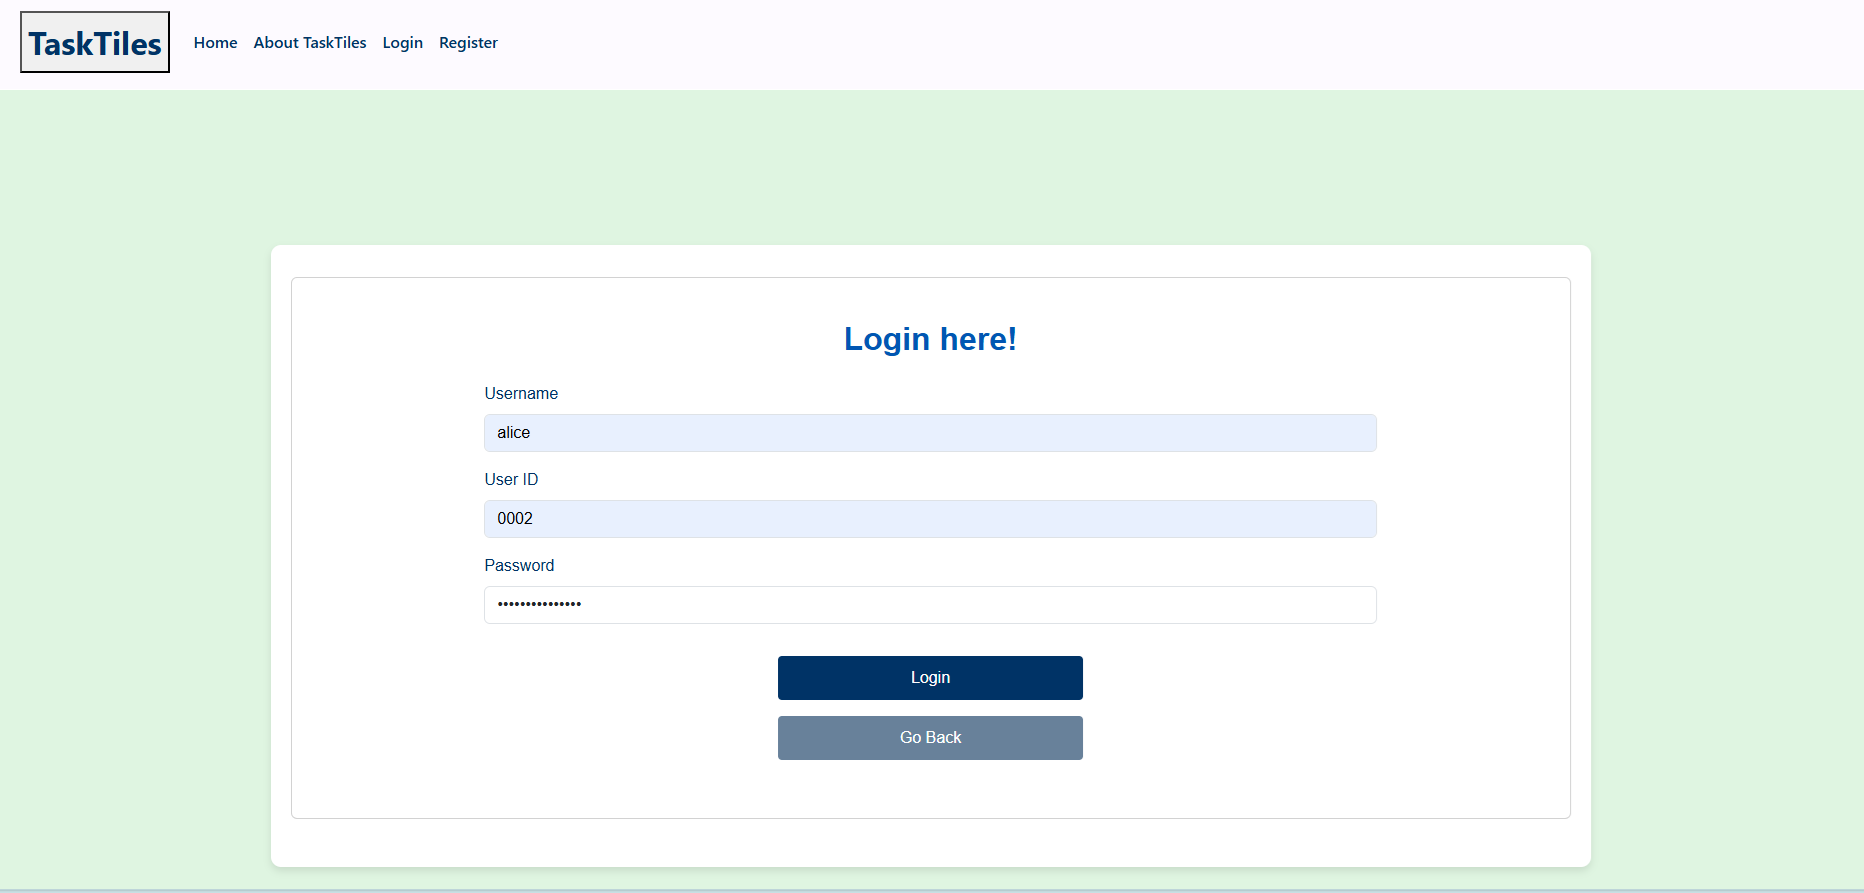 TaskTiles
Home About TaskTiles Login Register
Login here!
Username
alice
User ID
0002
Password
•••••••••••••••
Login
Go Back